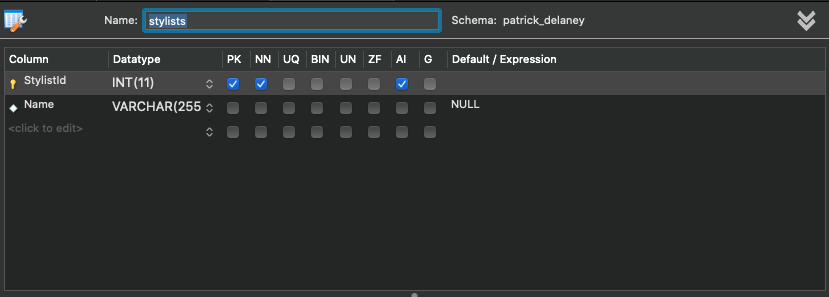 Name: stylists Schema: patrick_delaney
Column Datatype PK NN UQ BIN UN ZF AI G Default / Expression
StylistId INT(11)
Name VARCHAR(255 NULL
<click to edit>